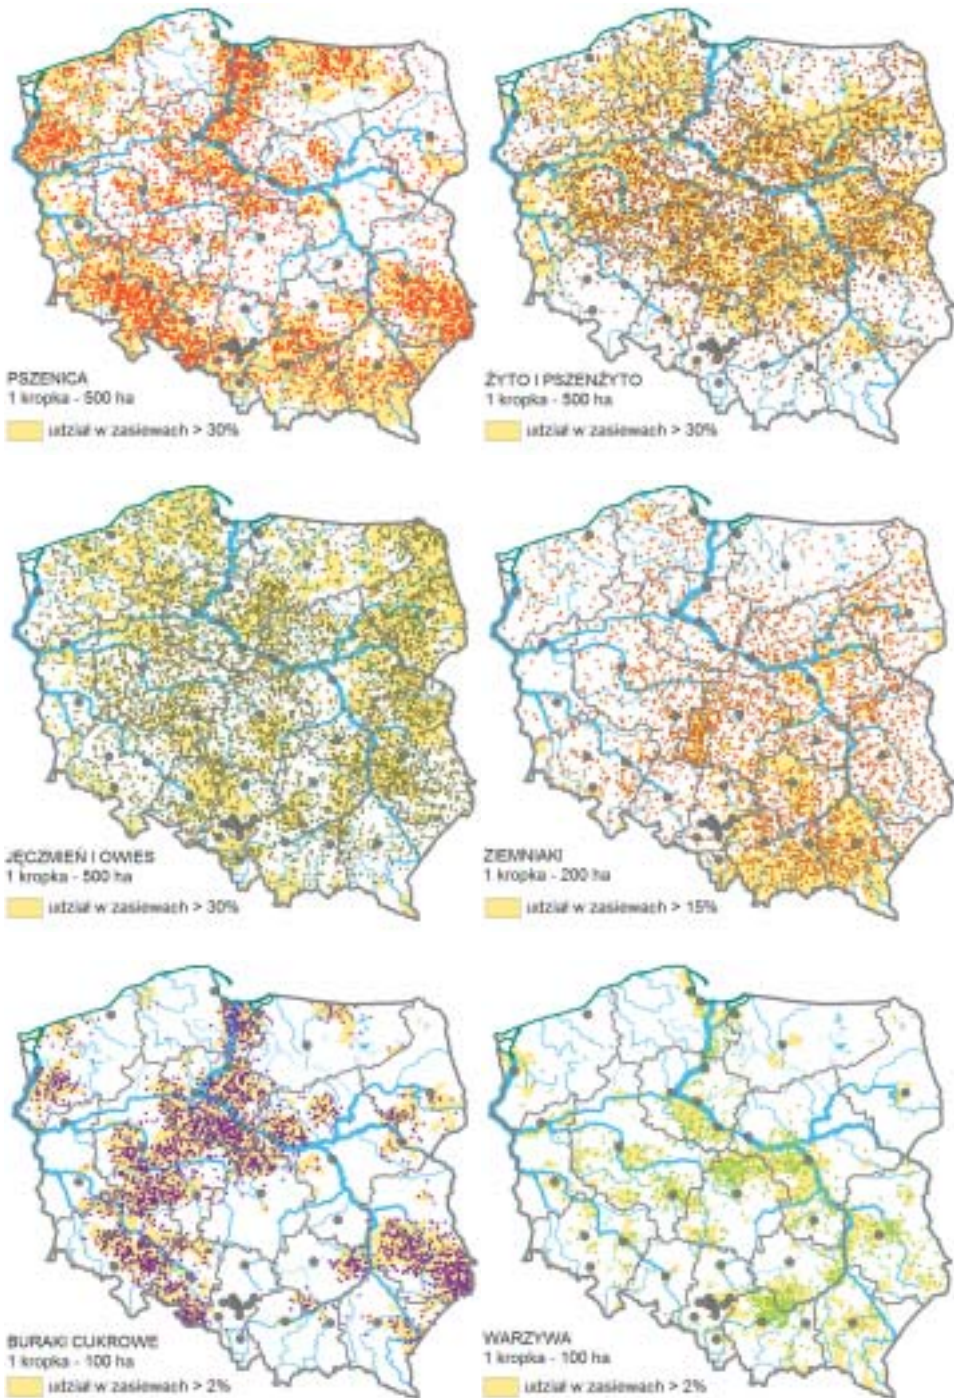 PSZENICA
1 kropka - 500 ha
udział w zasiewach > 30%
ŻYTO I PSZENŻYTO
1 kropka - 500 ha
udział w zasiewach > 30%
JĘCZMIEŃ I OWIES
1 kropka - 500 ha
udział w zasiewach > 30%
ZIEMNIAKI
1 kropka - 200 ha
udział w zasiewach > 15%
BURAKI CUKROWE
1 kropka - 100 ha
udział w zasiewach > 2%
WARZYWA
1 kropka - 100 ha
udział w zasiewach > 2%